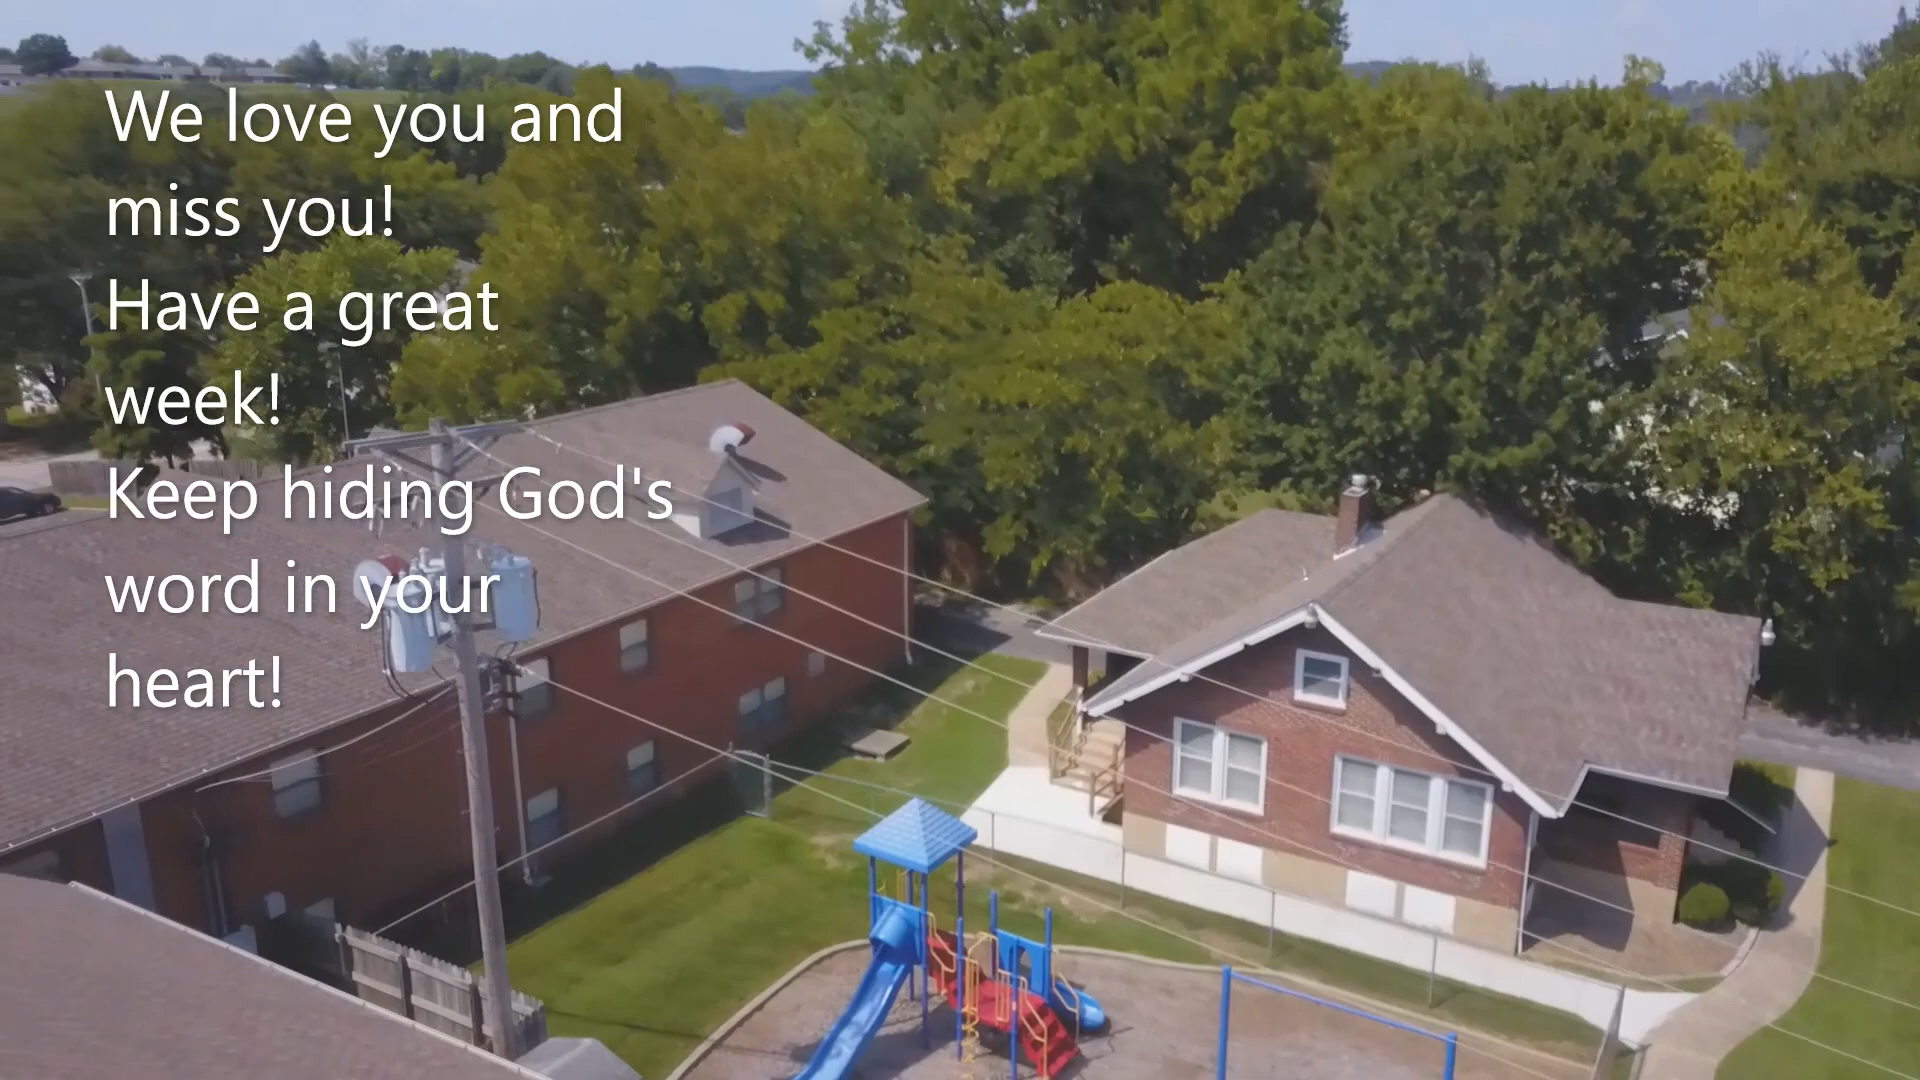 We love you and
miss you!
Have a great
week!
Keep hiding God's
word in your
heart!